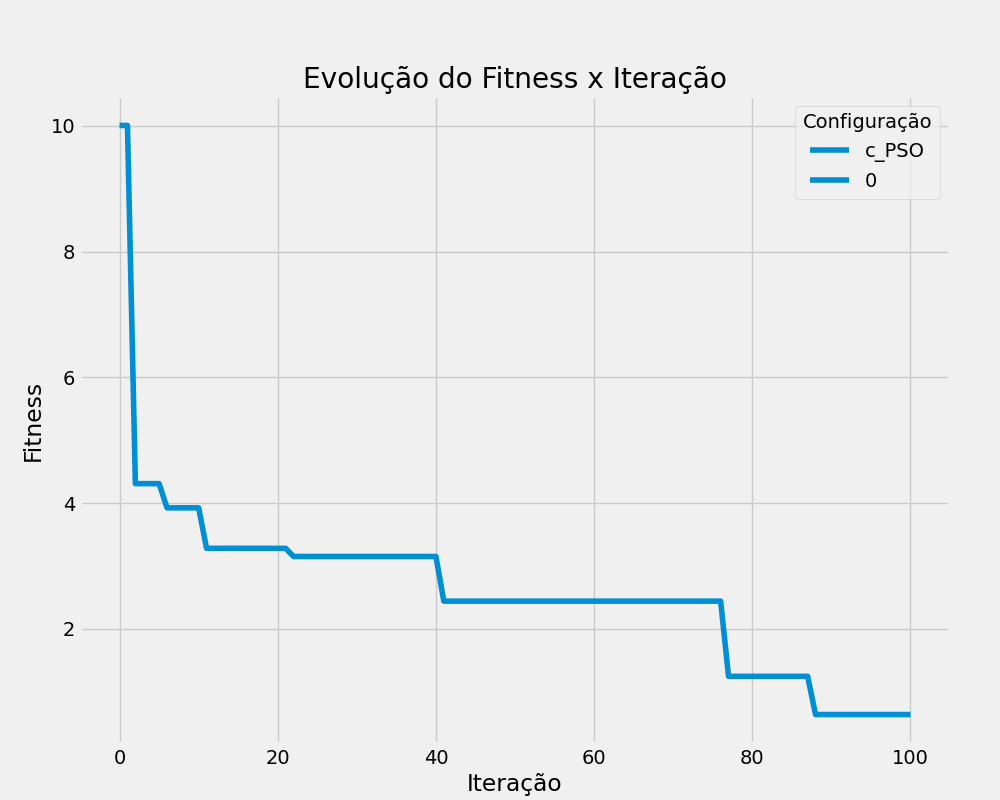 Evolução do Fitness x Iteração
Configuração
c_PSO
0
Fitness
10
8
6
4
2
0 20 40 60 80 100
Iteração